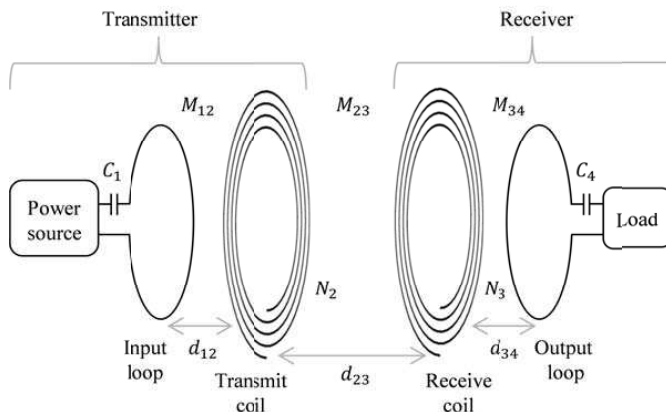 Transmitter
Receiver
M₁₂
M₂₃
M₃₄
C₁
C₄
Power
source
Load
N₂
N₃
d₁₂
d₂₃
d₃₄
Input
loop
Transmit
coil
Receive
coil
Output
loop